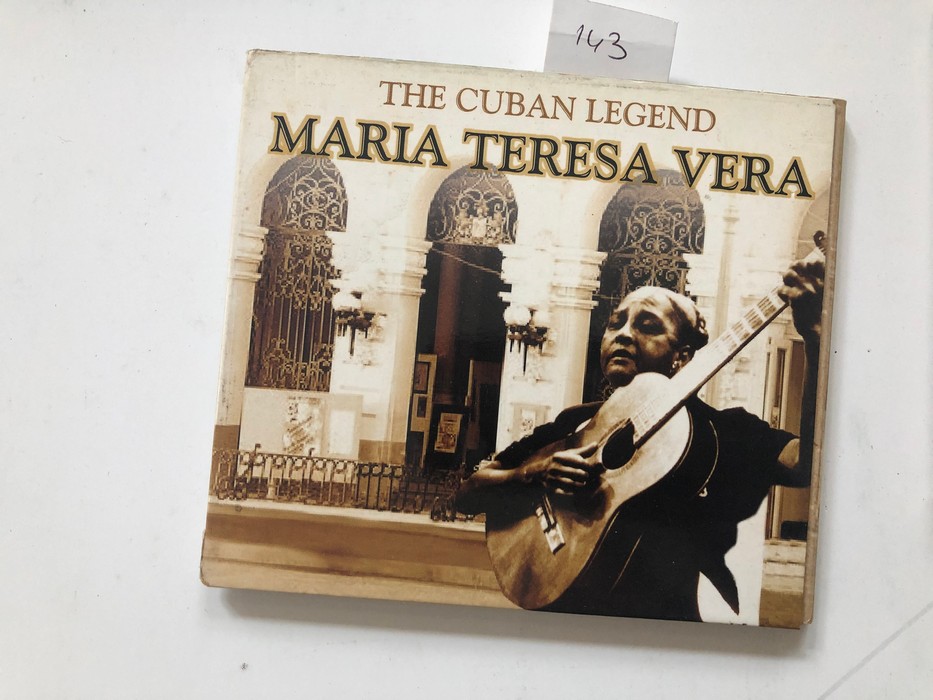 143
THE CUBAN LEGEND
MARIA TERESA VERA